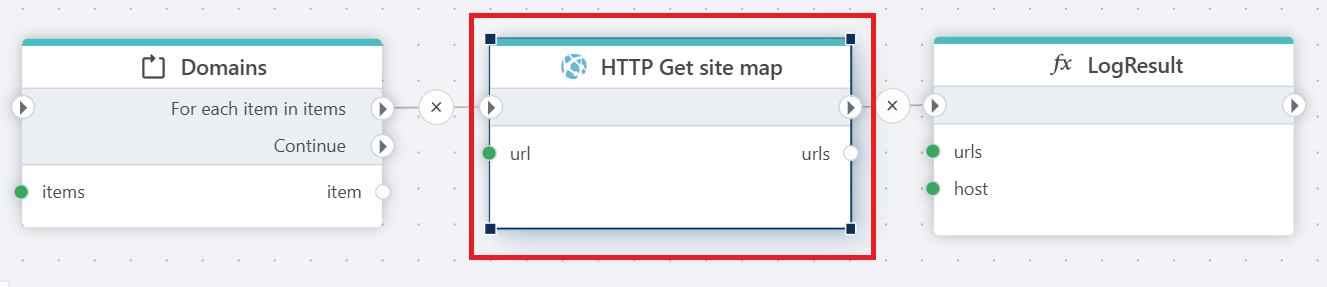 Domains
For each item in items
Continue
items
item
HTTP Get site map
url
urls
fx LogResult
urls
host